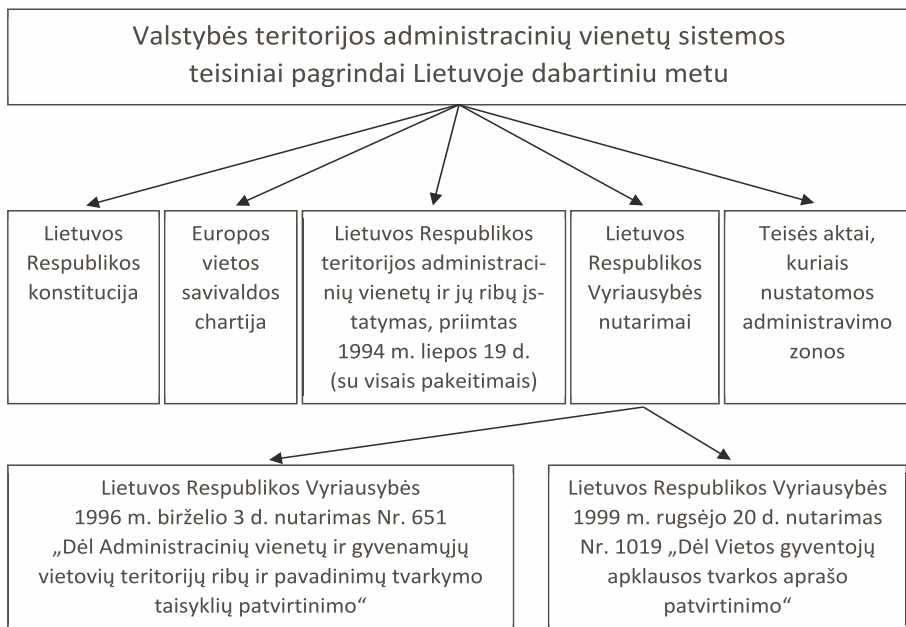 Valstybės teritorijos administracinių vienetų sistemos
teisiniai pagrindai Lietuvoje dabartiniu metu
Lietuvos
Respublikos
konstitucija
Europos
vietos
savivaldos
chartija
Lietuvos Respublikos
teritorijos administraci-
nių vienetų ir jų ribų įs-
tatymas, priimtas
1994 m. liepos 19 d.
(su visais pakeitimais)
Lietuvos
Respublikos
Vyriausybės
nutarimai
Teisės aktai,
kuriais
nustatomos
administravimo
zonos
Lietuvos Respublikos Vyriausybės
1996 m. birželio 3 d. nutarimas Nr. 651
„Dėl Administracinių vienetų ir gyvenamųjų
vietovių teritorijų ribų ir pavadinimų tvarkymo
taisyklių patvirtinimo“
Lietuvos Respublikos Vyriausybės
1999 m. rugsėjo 20 d. nutarimas
Nr. 1019 „Dėl Vietos gyventojų
apklausos tvarkos aprašo
patvirtinimo“